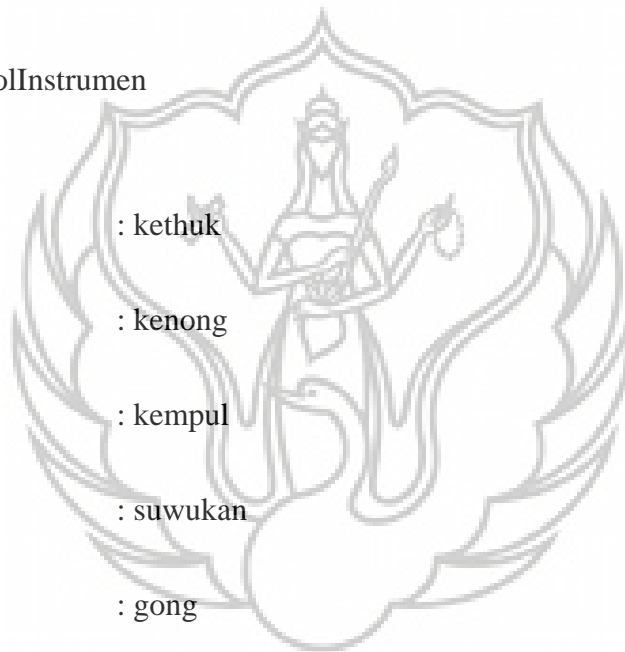 olInstrumen
: kethuk
: kenong
: kempul
: suwukan
: gong